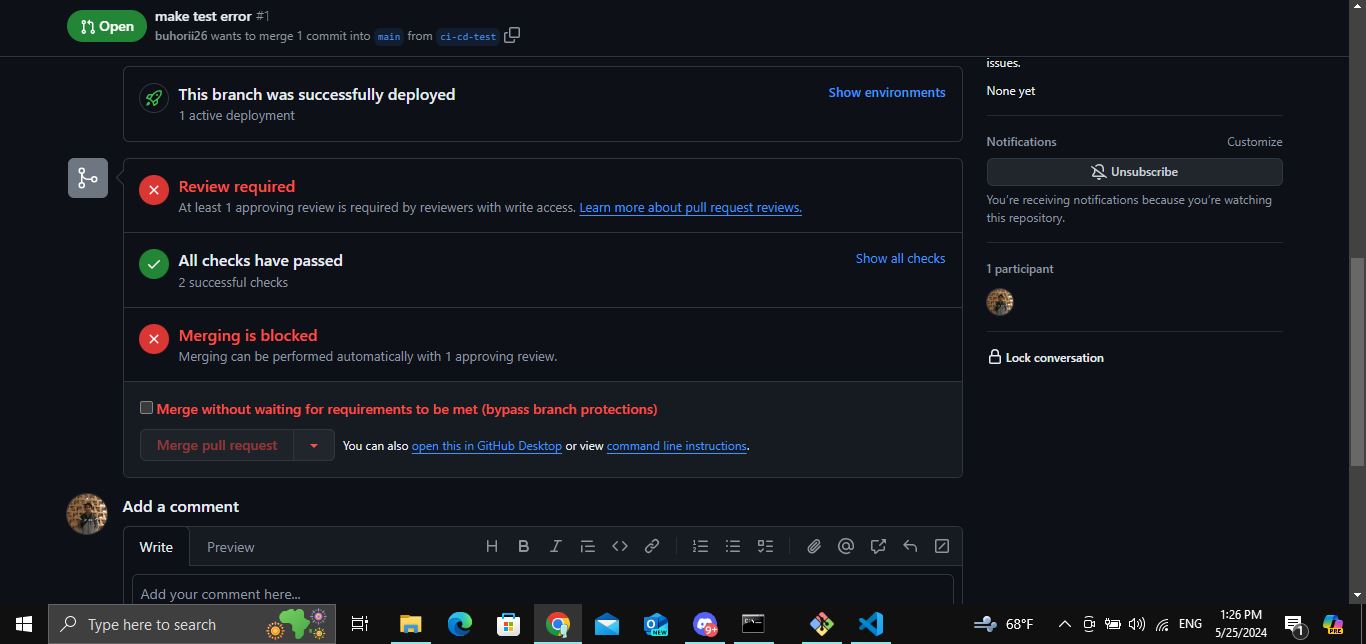 Open
make test error #1
buhorii26 wants to merge 1 commit into main from ci-cd-test
This branch was successfully deployed
1 active deployment
Show environments
Review required
At least 1 approving review is required by reviewers with write access. Learn more about pull request reviews.
All checks have passed
2 successful checks
Show all checks
Merging is blocked
Merging can be performed automatically with 1 approving review.
Merge without waiting for requirements to be met (bypass branch protections)
Merge pull request
You can also open this in GitHub Desktop or view command line instructions.
Add a comment
Write
Preview
H B I
Add your comment here...
issues.
None yet
Notifications
Customize
Unsubscribe
You're receiving notifications because you're watching
this repository.
1 participant
Lock conversation
Type here to search
NEW
9+
68°F
ENG
1:26 PM
5/25/2024
1
PRE